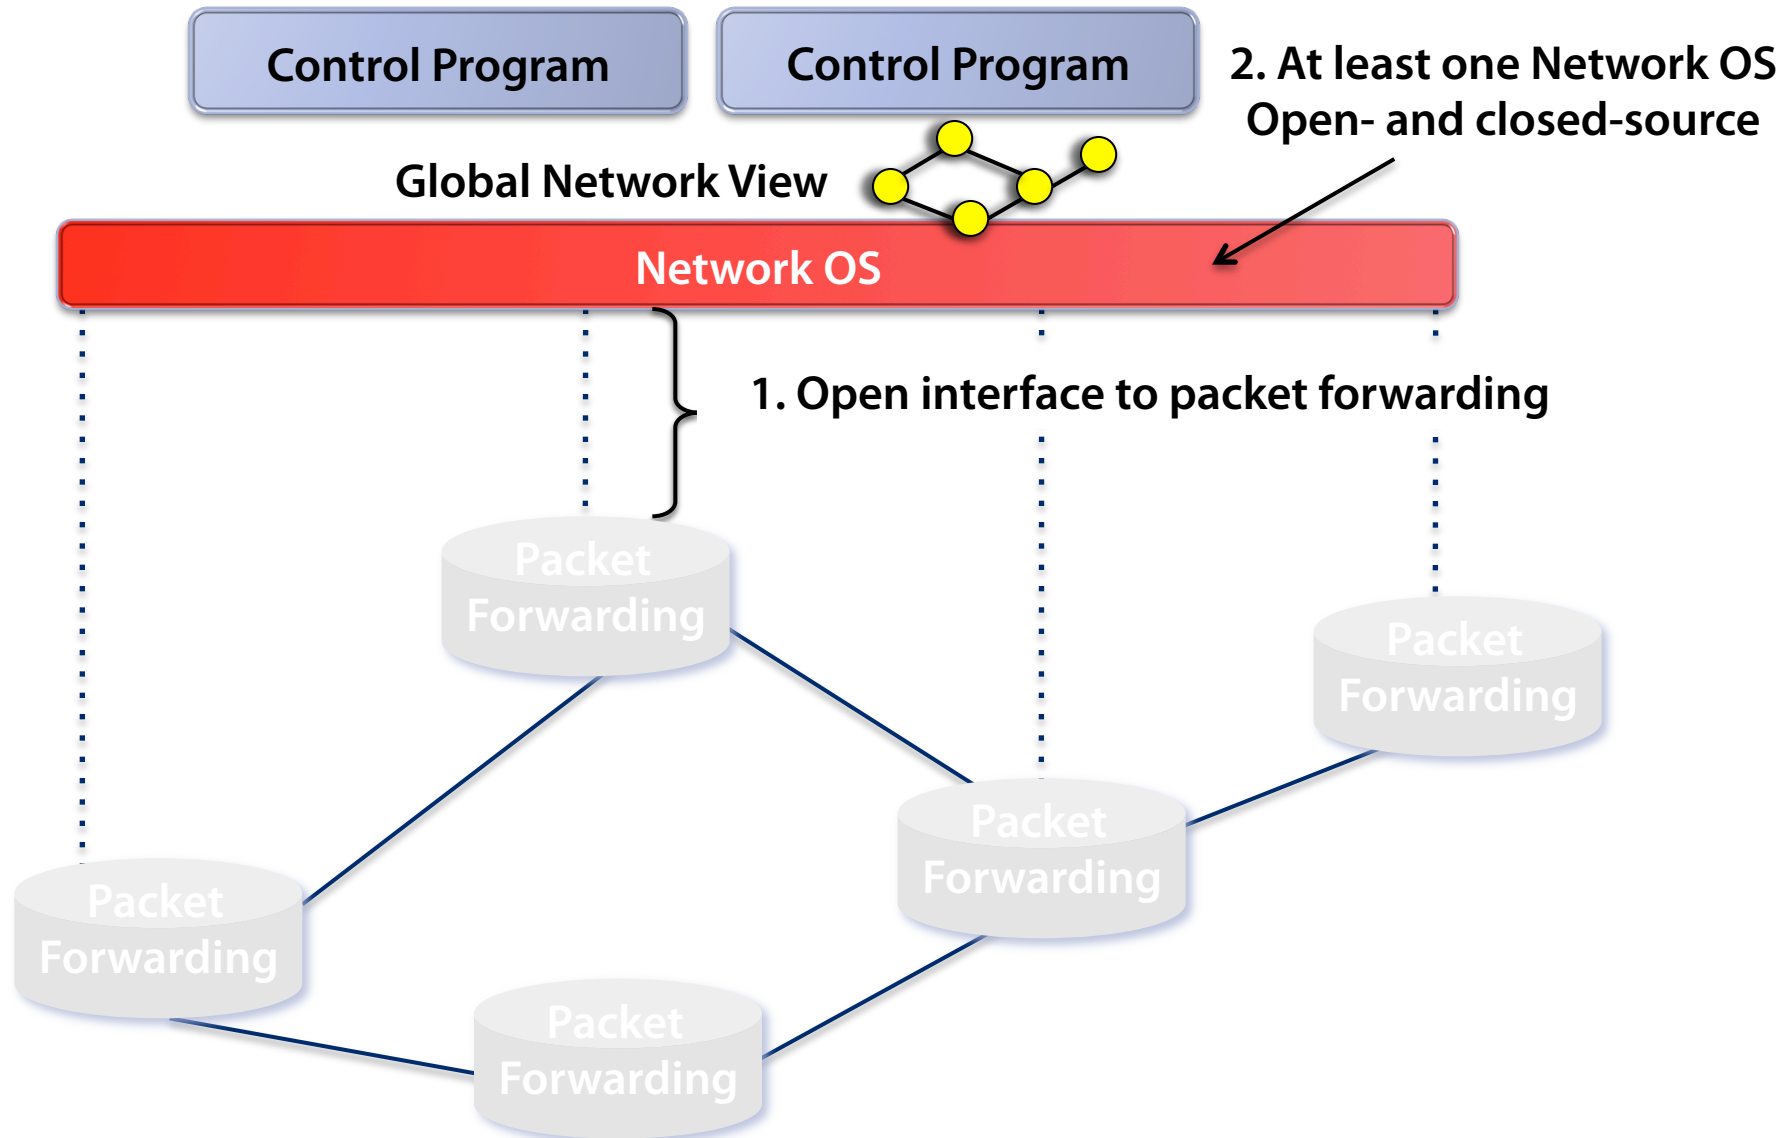 Control Program
Control Program
2. At least one Network OS
Open- and closed-source
Global Network View
Network OS
1. Open interface to packet forwarding
Packet
Forwarding
Packet
Forwarding
Packet
Forwarding
Packet
Forwarding
Packet
Forwarding